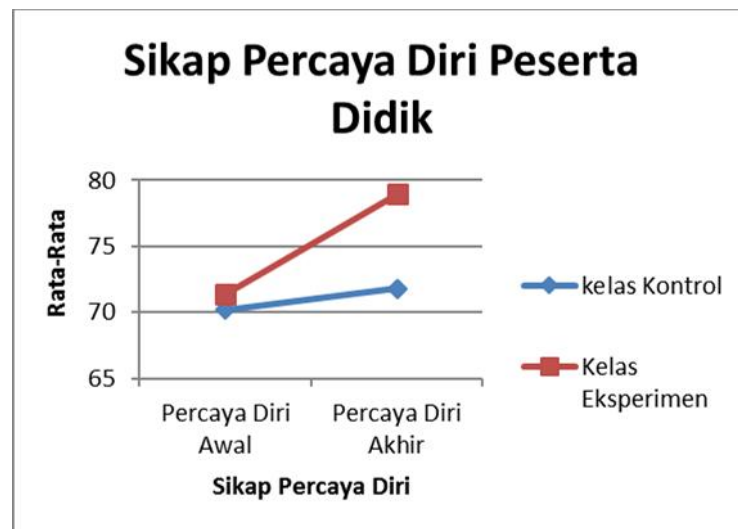 Sikap Percaya Diri Peserta
Didik
80
75
70
65
Rata-Rata
Percaya Diri
Awal
Percaya Diri
Akhir
Sikap Percaya Diri
kelas Kontrol
Kelas
Eksperimen